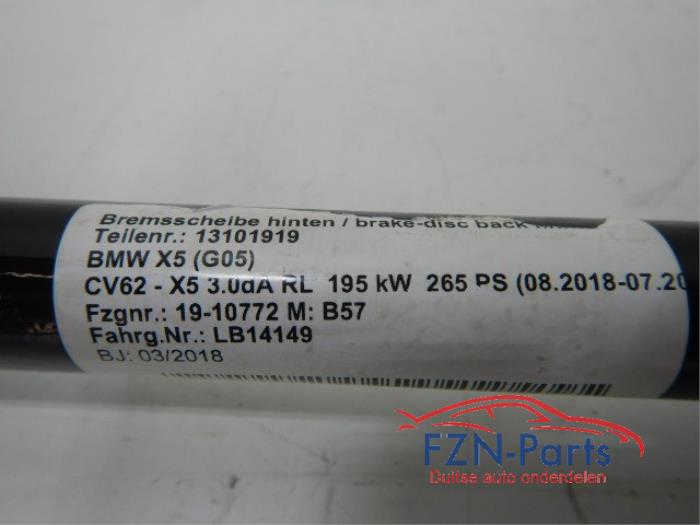 Bremsscheibe hinten / brake-disc back
Teilenr.: 13101919
BMW X5 (G05)
CV62 - X5 3.0dA RL 195 kW 265 PS (08.2018-07.20
Fzgnr.: 19-10772 M: B57
Fahrg.Nr.: LB14149
BJ: 03/2018
FZN-Parts
Duitse auto onderdelen